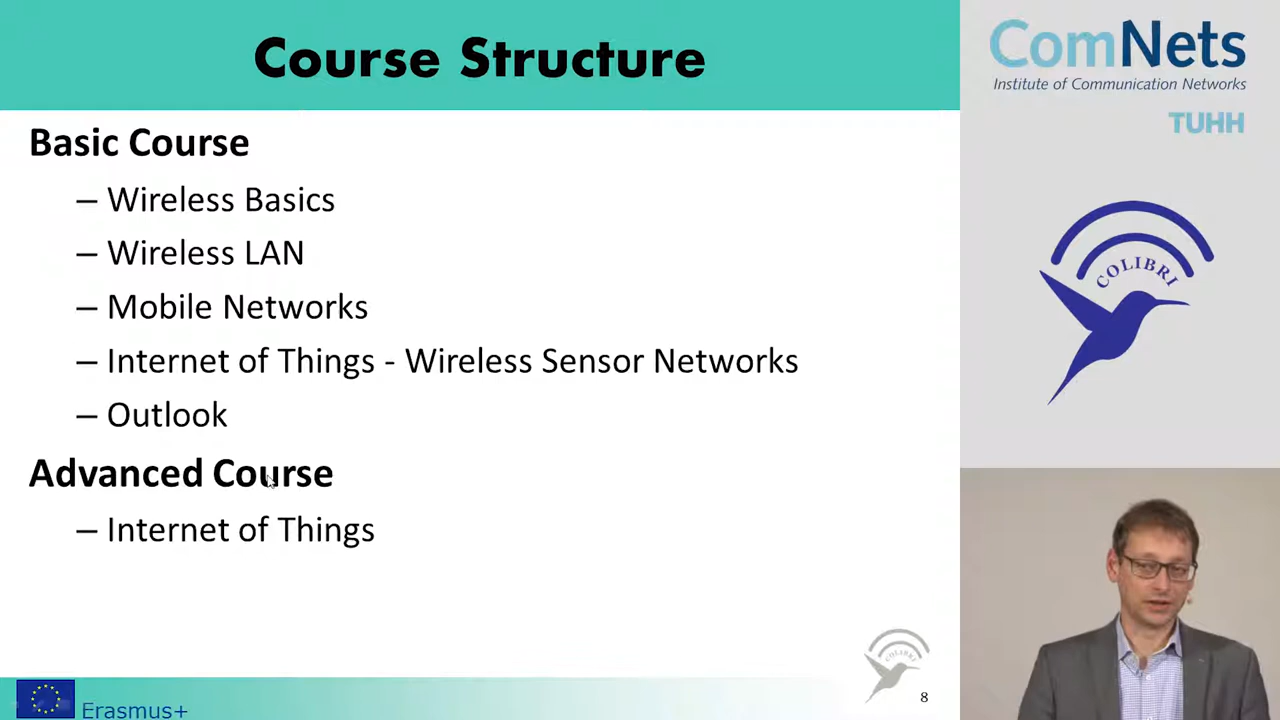 Course Structure
Basic Course
– Wireless Basics
– Wireless LAN
– Mobile Networks
– Internet of Things - Wireless Sensor Networks
– Outlook
Advanced Course
– Internet of Things
Erasmus+
COLIBRI
8
ComNets
Institute of Communication Networks
TUHH
COLIBRI